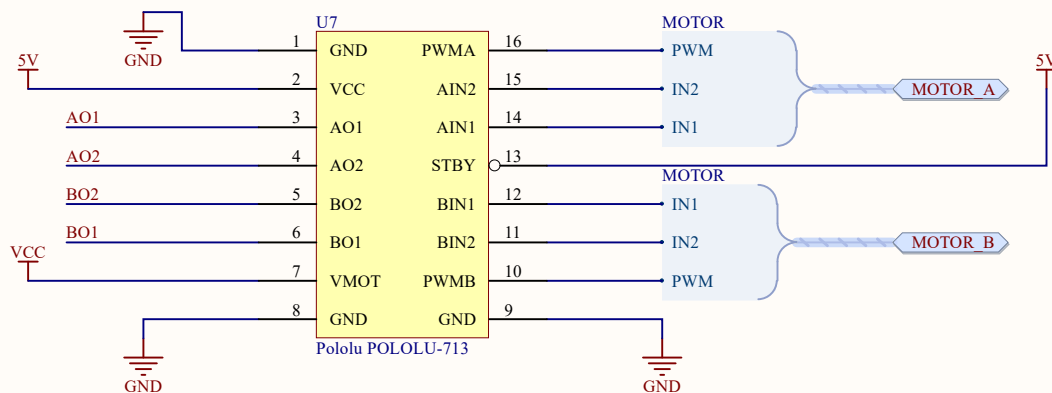 U7
MOTOR
GND
1
GND
PWMA
16
PWM
5V
2
VCC
AIN2
15
IN2
MOTOR_A
5V
AO1
3
AO1
AIN1
14
IN1
AO2
4
AO2
STBY
13
MOTOR
BO2
5
BO2
BIN1
12
IN1
BO1
6
BO1
BIN2
11
IN2
MOTOR_B
VCC
7
VMOT
PWMB
10
PWM
8
GND
GND
9
Pololu POLOLU-713
GND
GND